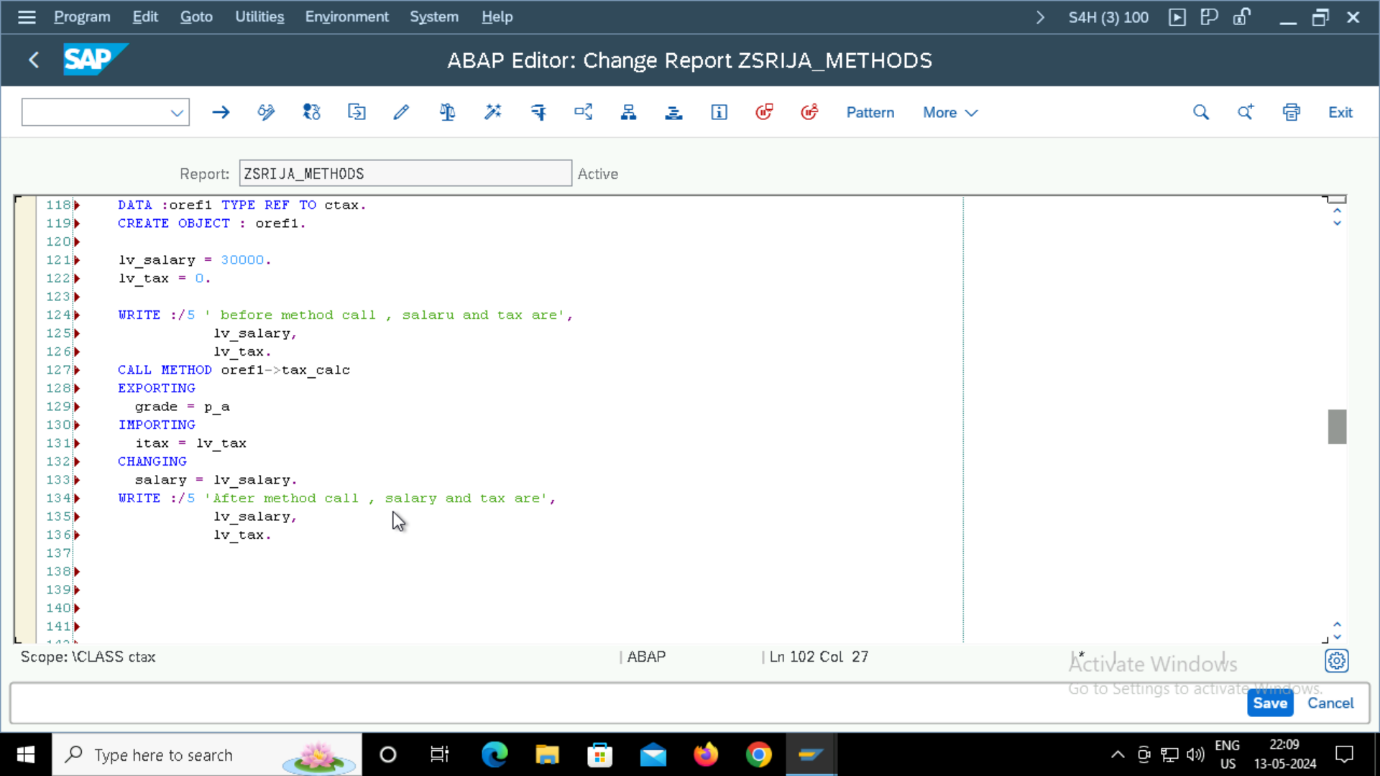 Program Edit Goto Utilities Environment System Help S4H (3) 100
SAP ABAP Editor: Change Report ZSRIJA_METHODS
Pattern More Exit
Report: ZSRIJA_METHODS Active
118 DATA :oref1 TYPE REF TO ctax.
119 CREATE OBJECT : oref1.
120
121 lv_salary = 30000.
122 lv_tax = 0.
123
124 WRITE :/5 ' before method call , salaru and tax are',
125 lv_salary,
126 lv_tax.
127 CALL METHOD oref1->tax_calc
128 EXPORTING
129 grade = p_a
130 IMPORTING
131 itax = lv_tax
132 CHANGING
133 salary = lv_salary.
134 WRITE :/5 'After method call , salary and tax are',
135 lv_salary,
136 lv_tax.
137
138
139
140
141
Scope: \CLASS ctax | ABAP | Ln 102 Col 27 | * | |
Activate Windows
Go to Settings to activate Windows.
Save Cancel
Type here to search ENG 22:09
US 13-05-2024